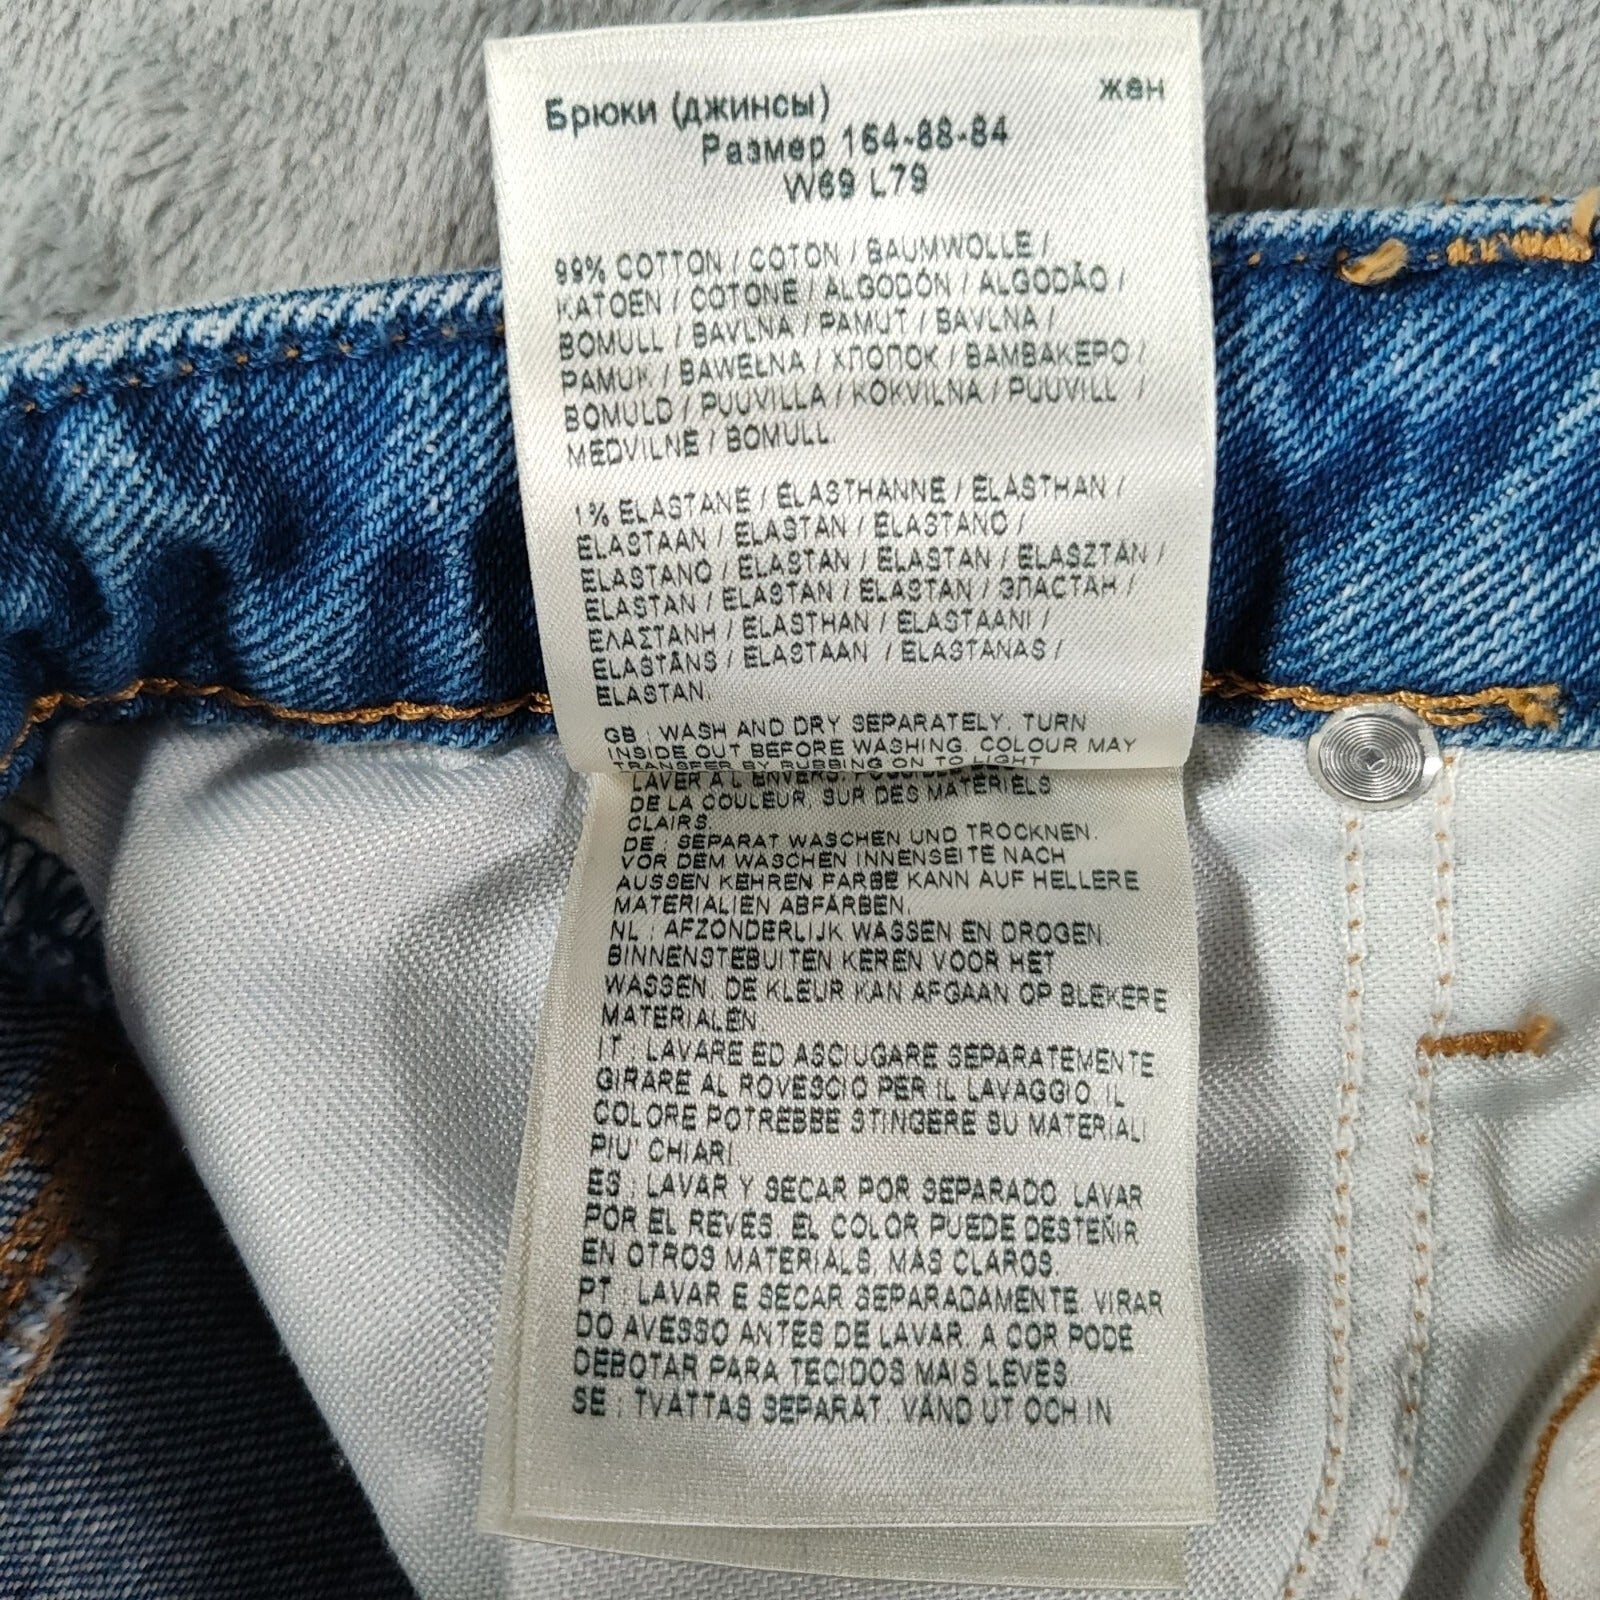 Брюки (джинсы) жен
Размер 164-88-84
W69 L79
99% COTTON / COTON / BAUMWOLLE /
KATOEN / COTONE / ALGODÓN / ALGODÃO /
BOMULL / BAVLNA / PAMUT / BAVLNA /
PAMUK / BAWEŁNA / ХЛОПОК / ΒΑΜΒΑΚΕΡΟ /
BOMULD / PUUVILLA / KOKVILNA / PUUVILL /
MEDVILNĖ / BOMULL.
1% ELASTANE / ÉLASTHANNE / ELASTHAN /
ELASTAAN / ELASTAN / ELASTANO /
ELASTANO / ELASTAN / ELASTAN / ELASZTÁN /
ELASTAN / ELASTAN / ELASTAN / ЭЛАСТАН /
ΕΛΑΣΤΑΝΗ / ELASTHAN / ELASTAANI /
ELASTĀNS / ELASTAAN / ELASTANAS /
ELASTAN.
GB : WASH AND DRY SEPARATELY. TURN
INSIDE OUT BEFORE WASHING. COLOUR MAY
TRANSFER BY RUBBING ON TO LIGHT
LAVER A L'ENVERS.
DE LA COULEUR, SUR DES MATERIELS
CLAIRS.
DE : SEPARAT WASCHEN UND TROCKNEN.
VOR DEM WASCHEN INNENSEITE NACH
AUSSEN KEHREN FARBE KANN AUF HELLERE
MATERIALIEN ABFÄRBEN.
NL : AFZONDERLIJK WASSEN EN DROGEN.
BINNENSTEBUITEN KEREN VOOR HET
WASSEN. DE KLEUR KAN AFGAAN OP BLEKERE
MATERIALEN.
IT : LAVARE ED ASCIUGARE SEPARATEMENTE
GIRARE AL ROVESCIO PER IL LAVAGGIO. IL
COLORE POTREBBE STINGERE SU MATERIALI
PIU' CHIARI.
ES : LAVAR Y SECAR POR SEPARADO. LAVAR
POR EL REVES. EL COLOR PUEDE DESTEÑIR
EN OTROS MATERIALS, MAS CLAROS.
PT : LAVAR E SECAR SEPARADAMENTE. VIRAR
DO AVESSO ANTES DE LAVAR. A COR PODE
DEBOTAR PARA TECIDOS MAIS LEVES
SE : TVATTAS SEPARAT. VÄND UT OCH IN